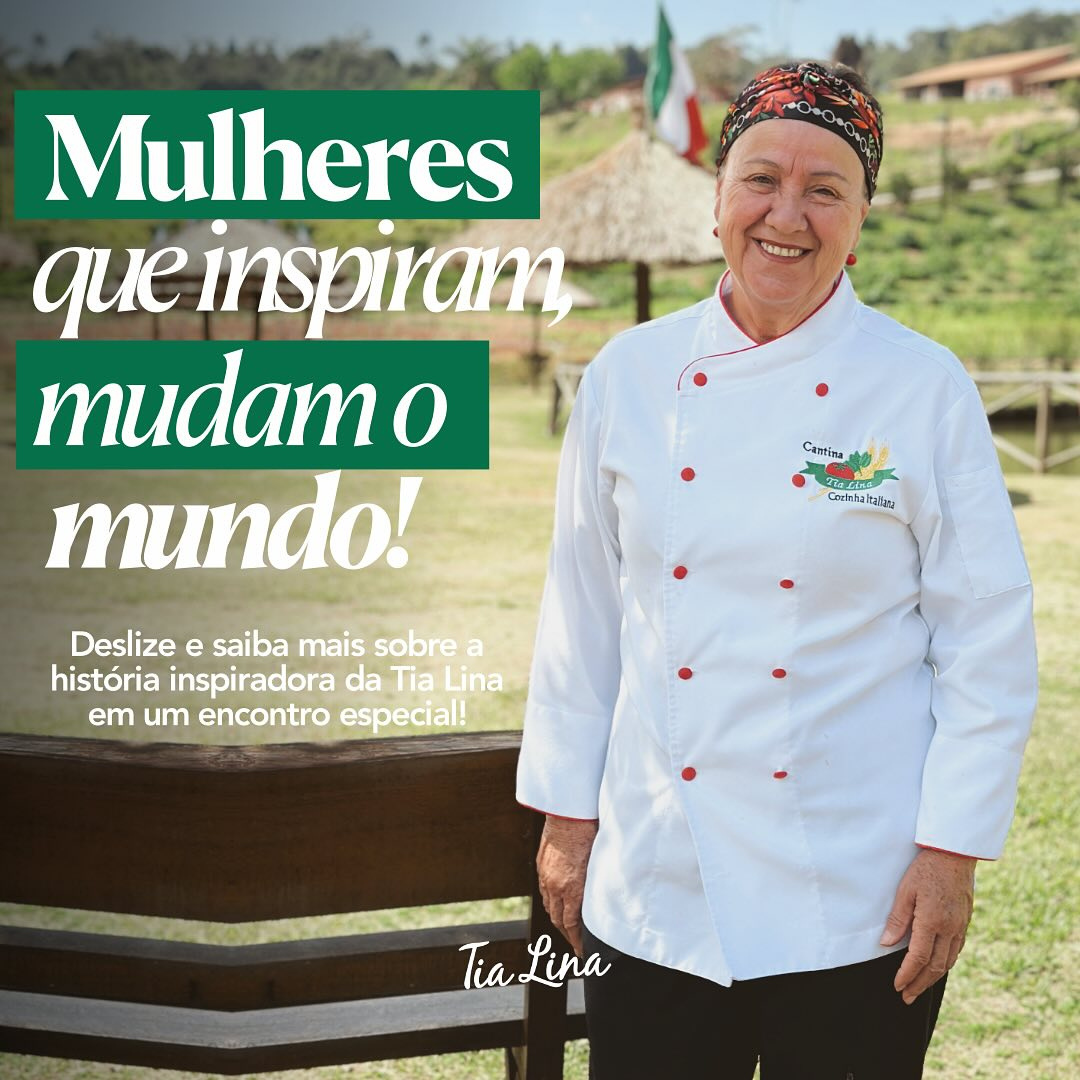 Mulheres
que inspiram,
mudam o
mundo!
Deslize e saiba mais sobre a
história inspiradora da Tia Lina
em um encontro especial!
Cantina
Tia Lina
Cozinha Italiana
Tia Lina